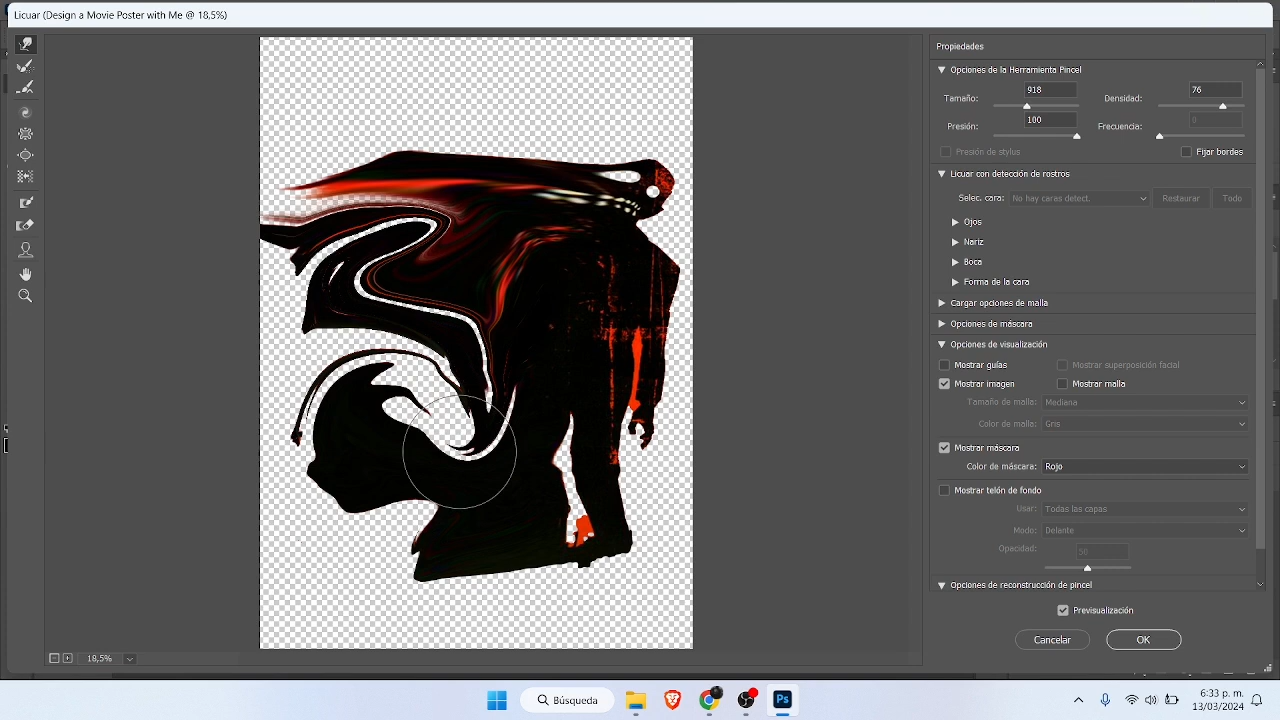 Licuar (Design a Movie Poster with Me @ 18,5%)
Propiedades
Opciones de la Herramienta Pincel
Tamaño: 918 Densidad: 76
Presión: 100 Frecuencia: 0
Presión de stylus Fijar bordes
Licuar con detección de rostros
Selec. cara: No hay caras detect. Restaurar Todo
Ojos
Nariz
Boca
Forma de la cara
Cargar opciones de malla
Opciones de máscara
Opciones de visualización
Mostrar guías Mostrar superposición facial
Mostrar imagen Mostrar malla
Tamaño de malla: Mediana
Color de malla: Gris
Mostrar máscara
Color de máscara: Rojo
Mostrar telón de fondo
Usar: Todas las capas
Modo: Delante
Opacidad: 50
Opciones de reconstrucción de pincel
Previsualización
Cancelar OK
18,5%
Búsqueda
Ps
m.
13/03/2024